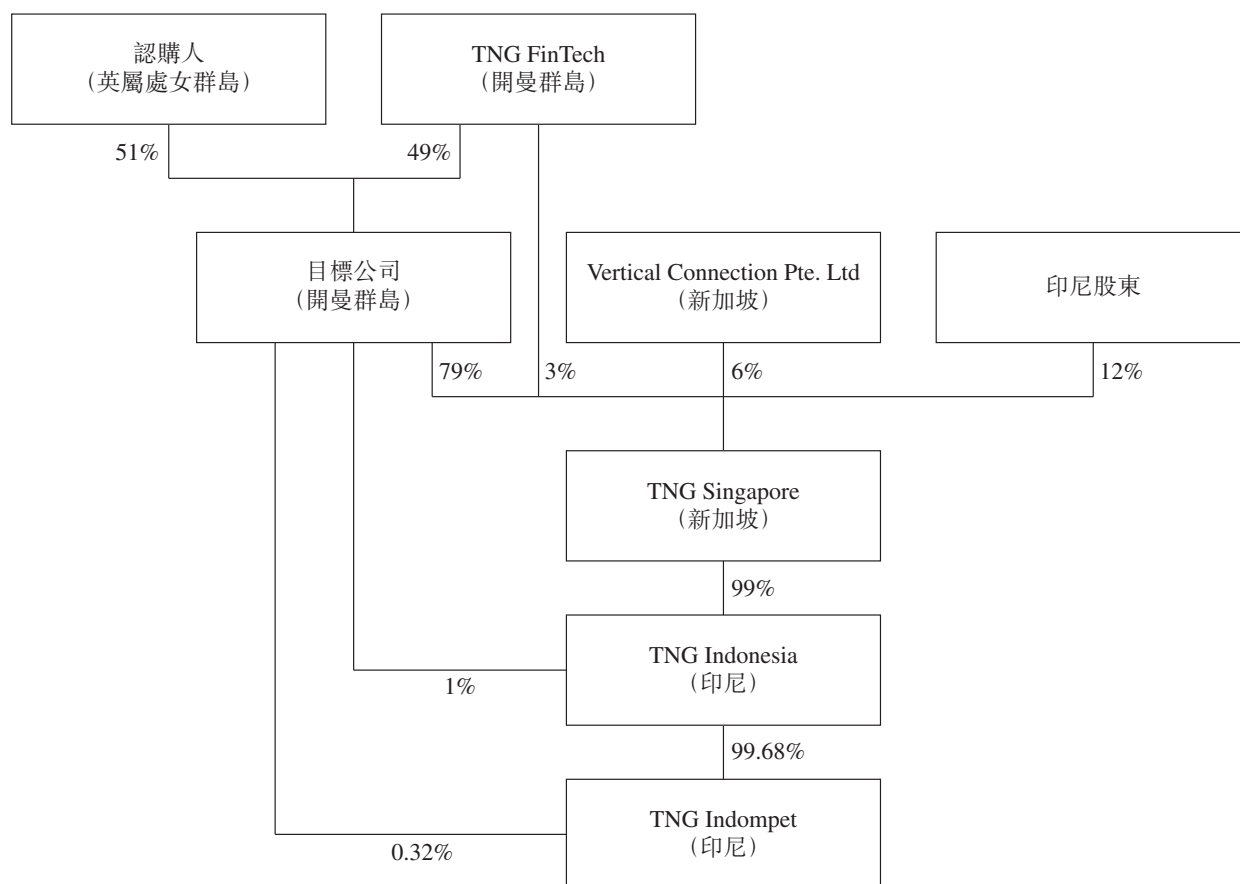 認購人
（英屬處女群島）
TNG FinTech
（開曼群島）
51%
49%
目標公司
（開曼群島）
Vertical Connection Pte. Ltd
（新加坡）
印尼股東
79%
3%
6%
12%
TNG Singapore
（新加坡）
99%
TNG Indonesia
（印尼）
1%
99.68%
TNG Indompet
（印尼）
0.32%